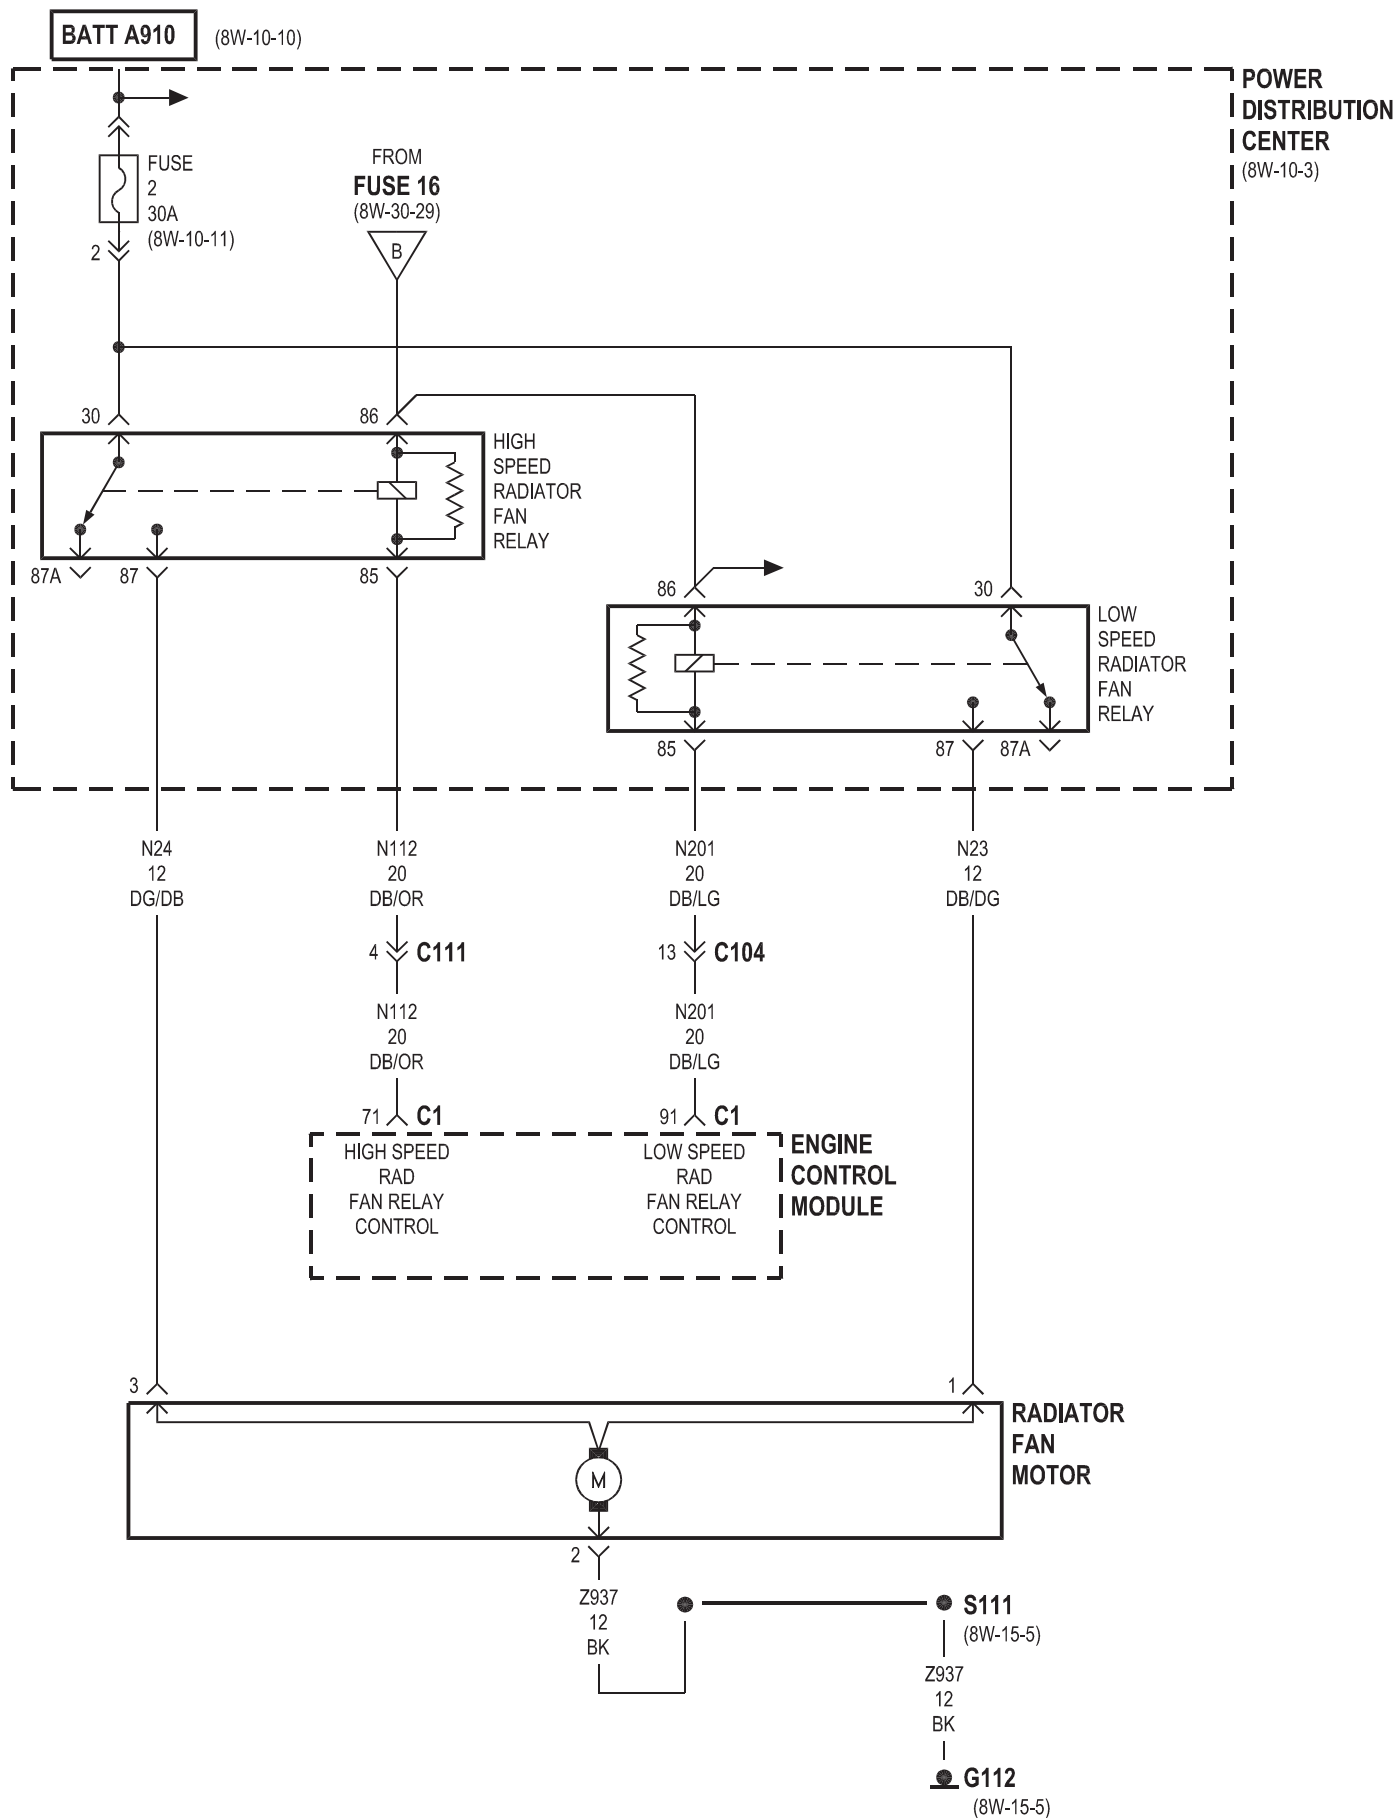 BATT A910 (8W-10-10)
POWER
DISTRIBUTION
CENTER
(8W-10-3)
FUSE
2
30A
(8W-10-11)
2
FROM
FUSE 16
(8W-30-29)
B
30
86
HIGH
SPEED
RADIATOR
FAN
RELAY
87A
87
85
86
30
LOW
SPEED
RADIATOR
FAN
RELAY
85
87
87A
N24
12
DG/DB
N112
20
DB/OR
N201
20
DB/LG
N23
12
DB/DG
4 C111
13 C104
N112
20
DB/OR
N201
20
DB/LG
71 C1
91 C1
HIGH SPEED
RAD
FAN RELAY
CONTROL
LOW SPEED
RAD
FAN RELAY
CONTROL
ENGINE
CONTROL
MODULE
3
1
RADIATOR
FAN
MOTOR
M
2
Z937
12
BK
S111
(8W-15-5)
Z937
12
BK
G112
(8W-15-5)